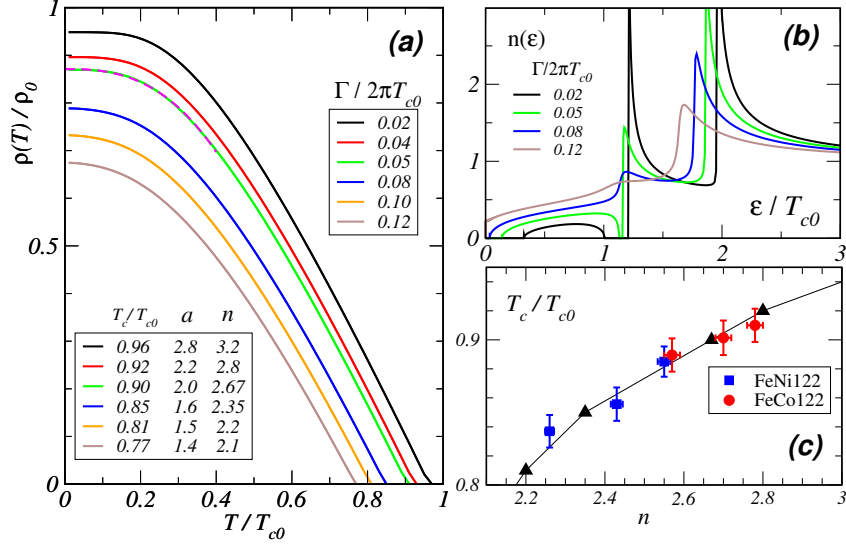 (a)
ρ(T) / ρ0
1
0.5
0
Γ / 2πTc0
0.02
0.04
0.05
0.08
0.10
0.12
Tc/Tc0 a n
0.96 2.8 3.2
0.92 2.2 2.8
0.90 2.0 2.67
0.85 1.6 2.35
0.81 1.5 2.2
0.77 1.4 2.1
0 0.2 0.4 0.6 0.8 1
T / Tc0
(b)
n(ε)
Γ/2πTc0
0.02
0.05
0.08
0.12
2
1
0
0 1 2 3
ε / Tc0
Tc / Tc0
0.9
0.8
FeNi122
FeCo122
(c)
2.2 2.4 2.6 2.8 3
n